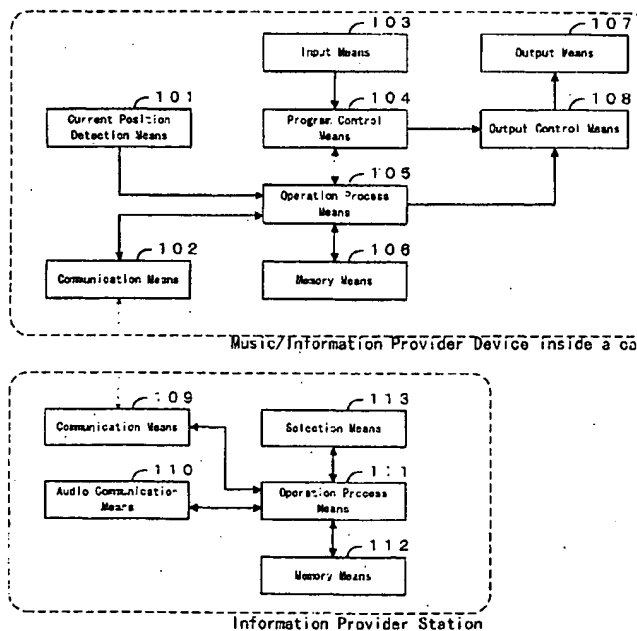 103
Input Means
107
Output Means
101
Current Position
Detection Means
104
Program Control
Means
108
Output Control Means
105
Operation Process
Means
102
Communication Means
106
Memory Means
Music/Information Provider Device inside a ca
109
Communication Means
113
Selection Means
110
Audio Communication
Means
111
Operation Process
Means
112
Memory Means
Information Provider Station